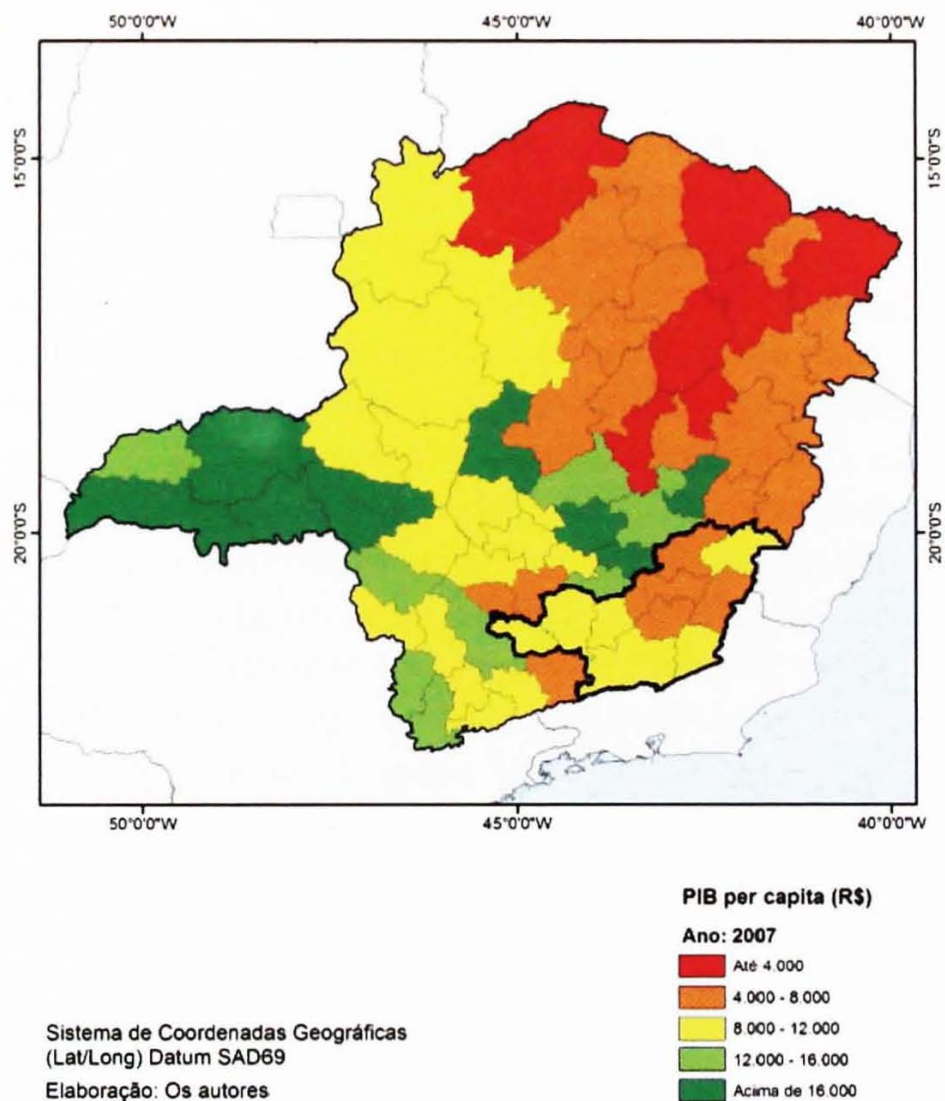 50°0'0"W 45°0'0"W 40°0'0"W
15°0'0"S 15°0'0"S
20°0'0"S 20°0'0"S
50°0'0"W 45°0'0"W 40°0'0"W
PIB per capita (R$)
Ano: 2007
Até 4.000
4.000 - 8.000
8.000 - 12.000
12.000 - 16.000
Acima de 16.000
Sistema de Coordenadas Geográficas
(Lat/Long) Datum SAD69
Elaboração: Os autores